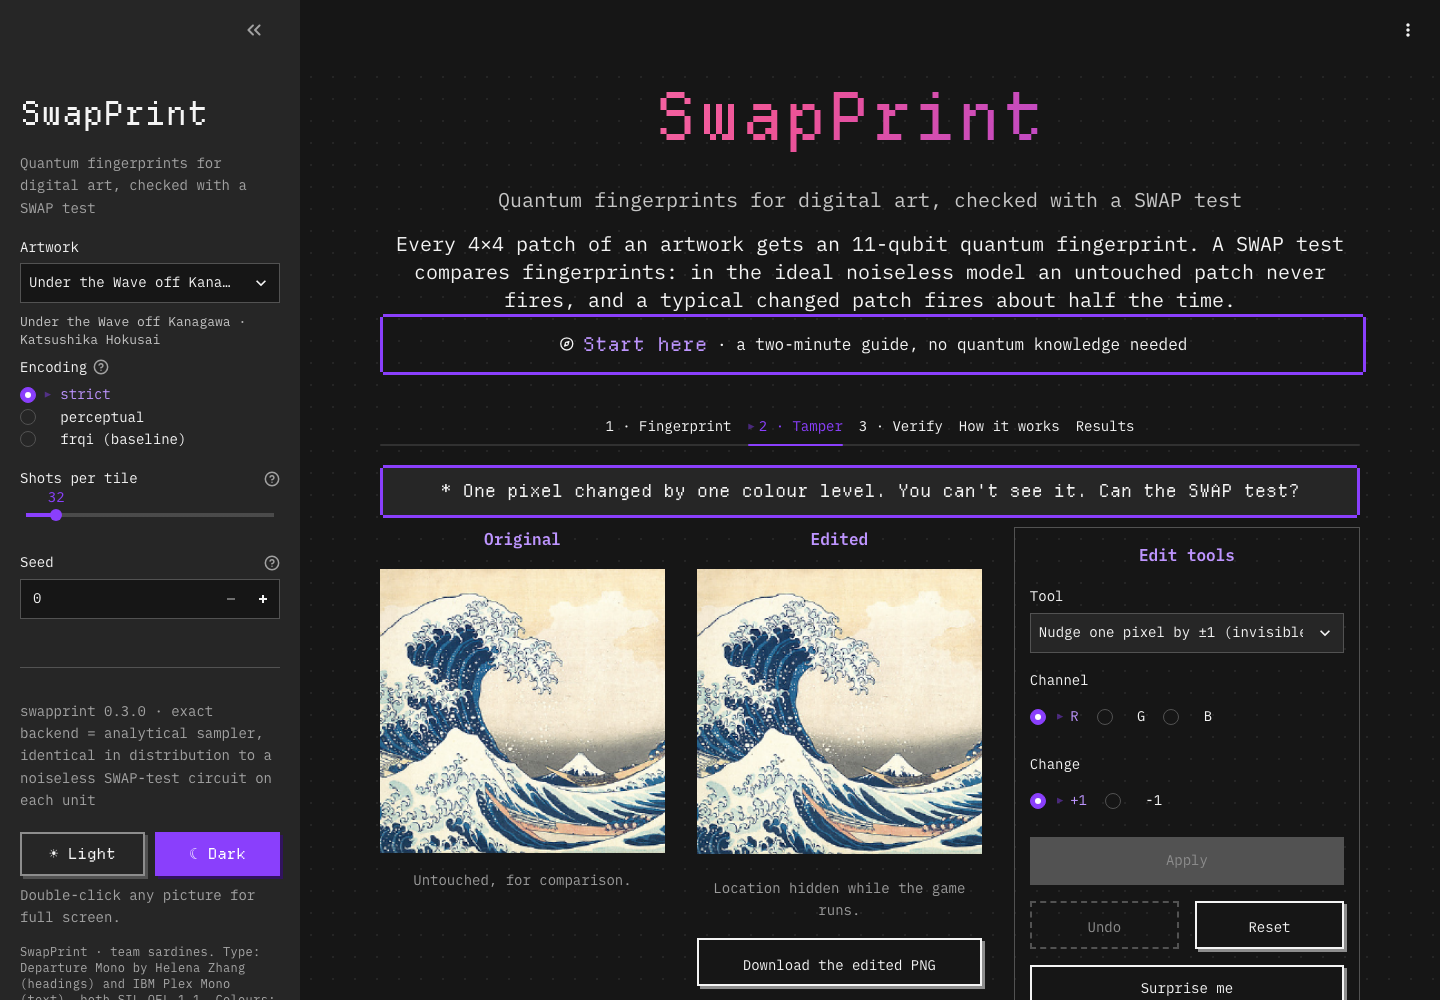 SwapPrint
Quantum fingerprints for
digital art, checked with a
SWAP test
Artwork
Under the Wave off Kana…
Under the Wave off Kanagawa ·
Katsushika Hokusai
Encoding
strict
perceptual
frqi (baseline)
Shots per tile
32
Seed
0
swapprint 0.3.0 · exact
backend = analytical sampler,
identical in distribution to a
noiseless SWAP-test circuit on
each unit
☀ Light
☾ Dark
Double-click any picture for
full screen.
SwapPrint · team sardines. Type:
Departure Mono by Helena Zhang
(headings) and IBM Plex Mono
(text), both SIL OFL 1.1. Colours:
SwapPrint
Quantum fingerprints for digital art, checked with a SWAP test
Every 4×4 patch of an artwork gets an 11-qubit quantum fingerprint. A SWAP test
compares fingerprints: in the ideal noiseless model an untouched patch never
fires, and a typical changed patch fires about half the time.
Start here · a two-minute guide, no quantum knowledge needed
1 · Fingerprint
2 · Tamper
3 · Verify
How it works
Results
* One pixel changed by one colour level. You can't see it. Can the SWAP test?
Original
Untouched, for comparison.
Edited
Location hidden while the game
runs.
Download the edited PNG
Edit tools
Tool
Nudge one pixel by ±1 (invisible
Channel
R
G
B
Change
+1
-1
Apply
Undo
Reset
Surprise me